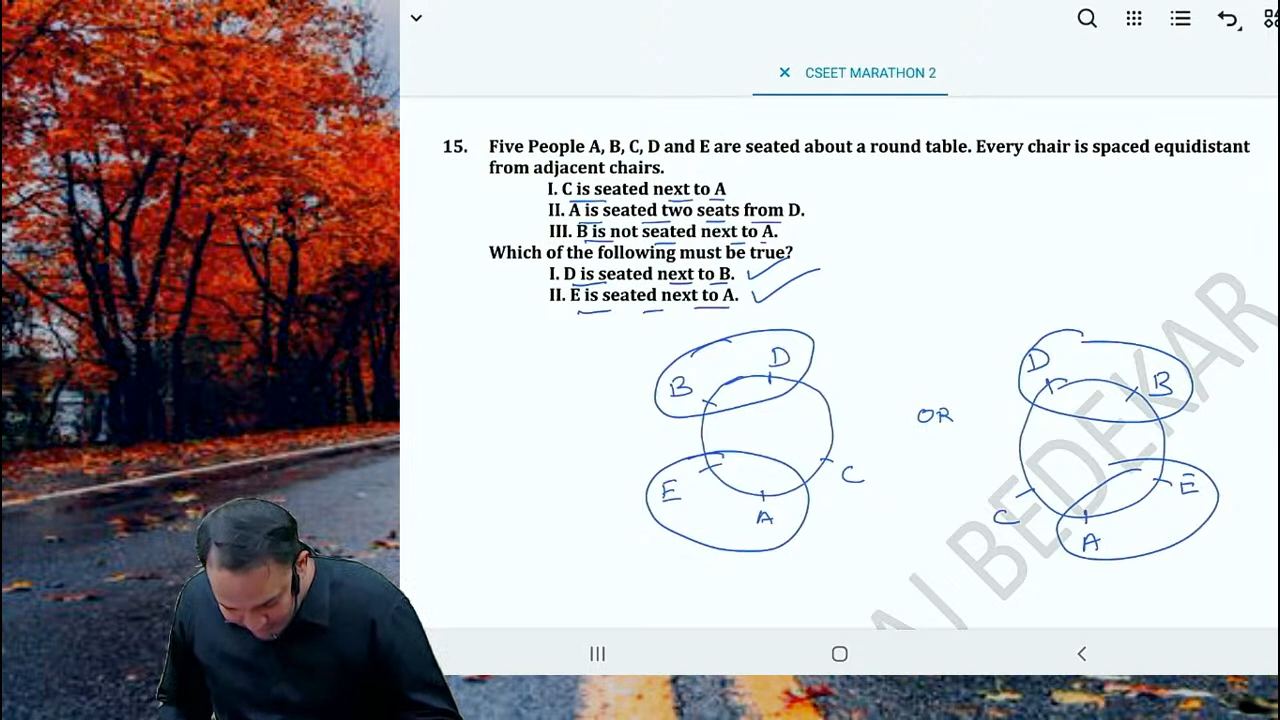 CSEET MARATHON 2
15. Five People A, B, C, D and E are seated about a round table. Every chair is spaced equidistant
from adjacent chairs.
I. C is seated next to A
II. A is seated two seats from D.
III. B is not seated next to A.
Which of the following must be true?
I. D is seated next to B.
II. E is seated next to A.
B D E A C
OR
D B C A E
AJ BEDEKAR